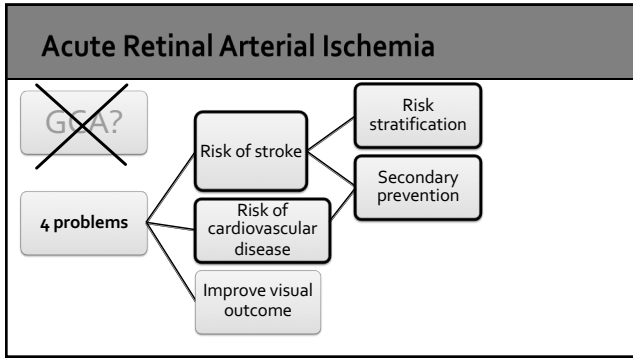 Acute Retinal Arterial Ischemia
GCA?
4 problems
Risk of stroke
Risk of
cardiovascular
disease
Improve visual
outcome
Risk
stratification
Secondary
prevention